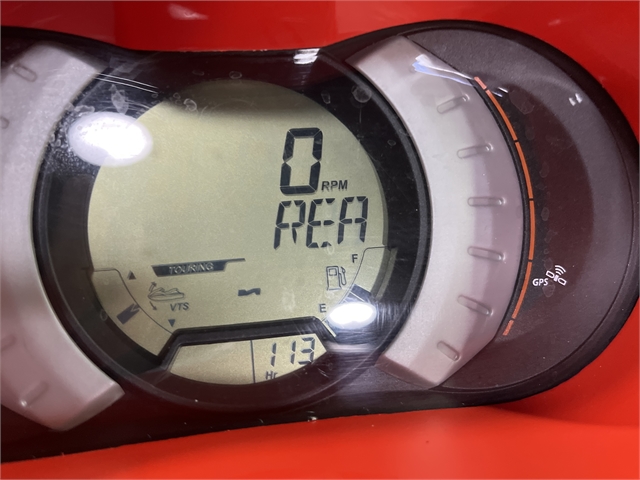 0
RPM
REA
TOURING
F
VTS
E
GPS
113
Hr